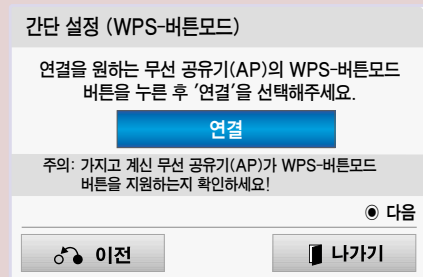 간단 설정 (WPS-버튼모드)
연결을 원하는 무선 공유기(AP)의 WPS-버튼모드
버튼을 누른 후 '연결'을 선택해주세요.
연결
주의: 가지고 계신 무선 공유기(AP)가 WPS-버튼모드
버튼을 지원하는지 확인하세요!
◉ 다음
이전
나가기